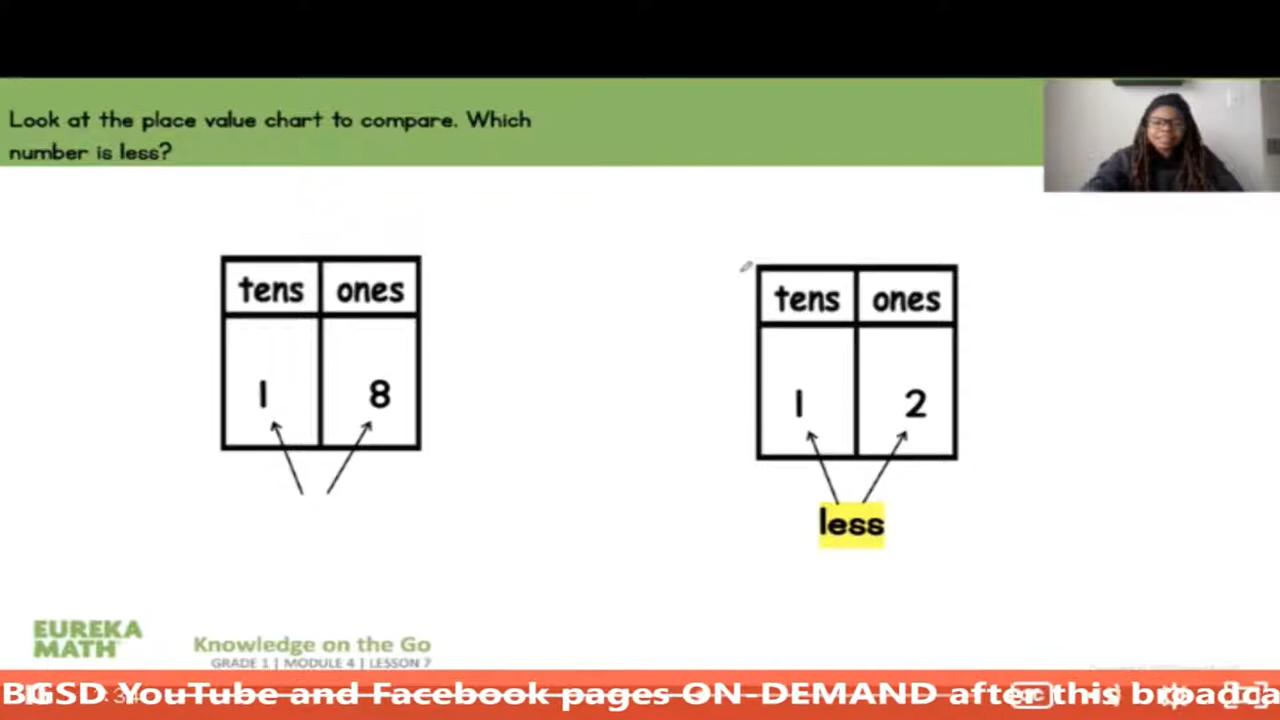 Look at the place value chart to compare. Which
number is less?
tens ones
1 8
tens ones
1 2
less
EUREKA
MATH
Knowledge on the Go
GRADE 1 | MODULE 4 | LESSON 7
BGSD YouTube and Facebook pages ON-DEMAND after this broadca